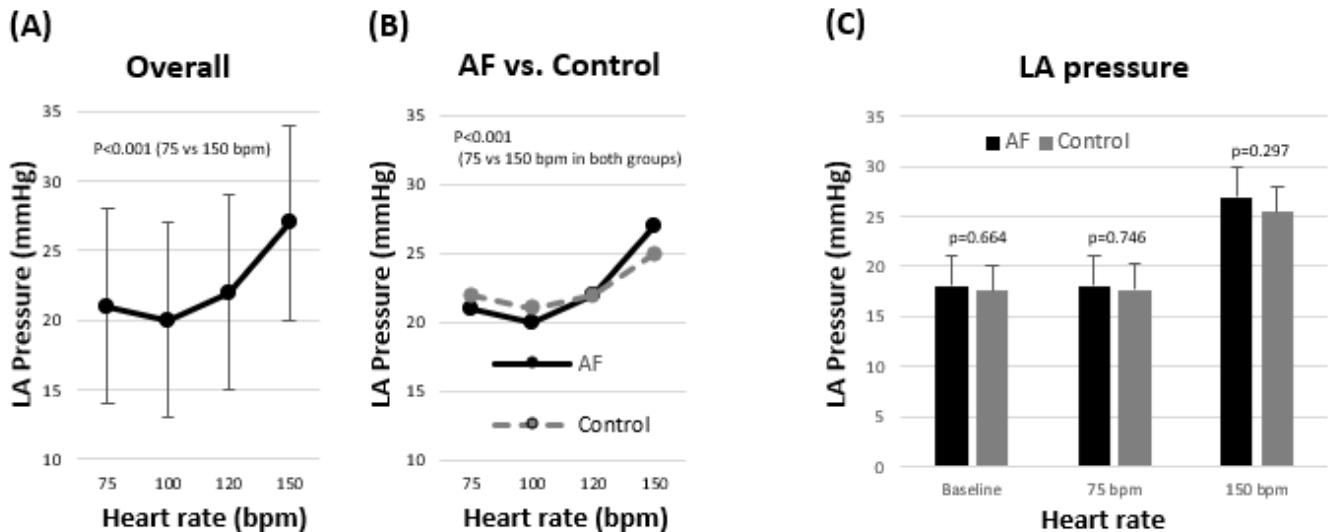 (A)
Overall
35
30
25
20
15
10
P<0.001 (75 vs 150 bpm)
LA Pressure (mmHg)
75 100 120 150
Heart rate (bpm)
(B)
AF vs. Control
35
30
25
20
15
10
P<0.001
(75 vs 150 bpm in both groups)
LA Pressure (mmHg)
AF
Control
75 100 120 150
Heart rate (bpm)
(C)
LA pressure
35
30
25
20
15
10
5
0
AF Control
p=0.664
p=0.746
p=0.297
LA Pressure (mmHg)
Baseline 75 bpm 150 bpm
Heart rate